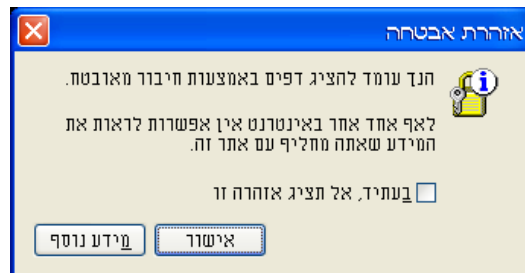 אזהרת אבטחה
הנך עומד להציג דפים באמצעות חיבור מאובטח.
לאף אחד אחר באינטרנט אין אפשרות לראות את
המידע שאתה מחליף עם אתר זה.
בעתיד, אל תציג אזהרה זו
אישור
מידע נוסף